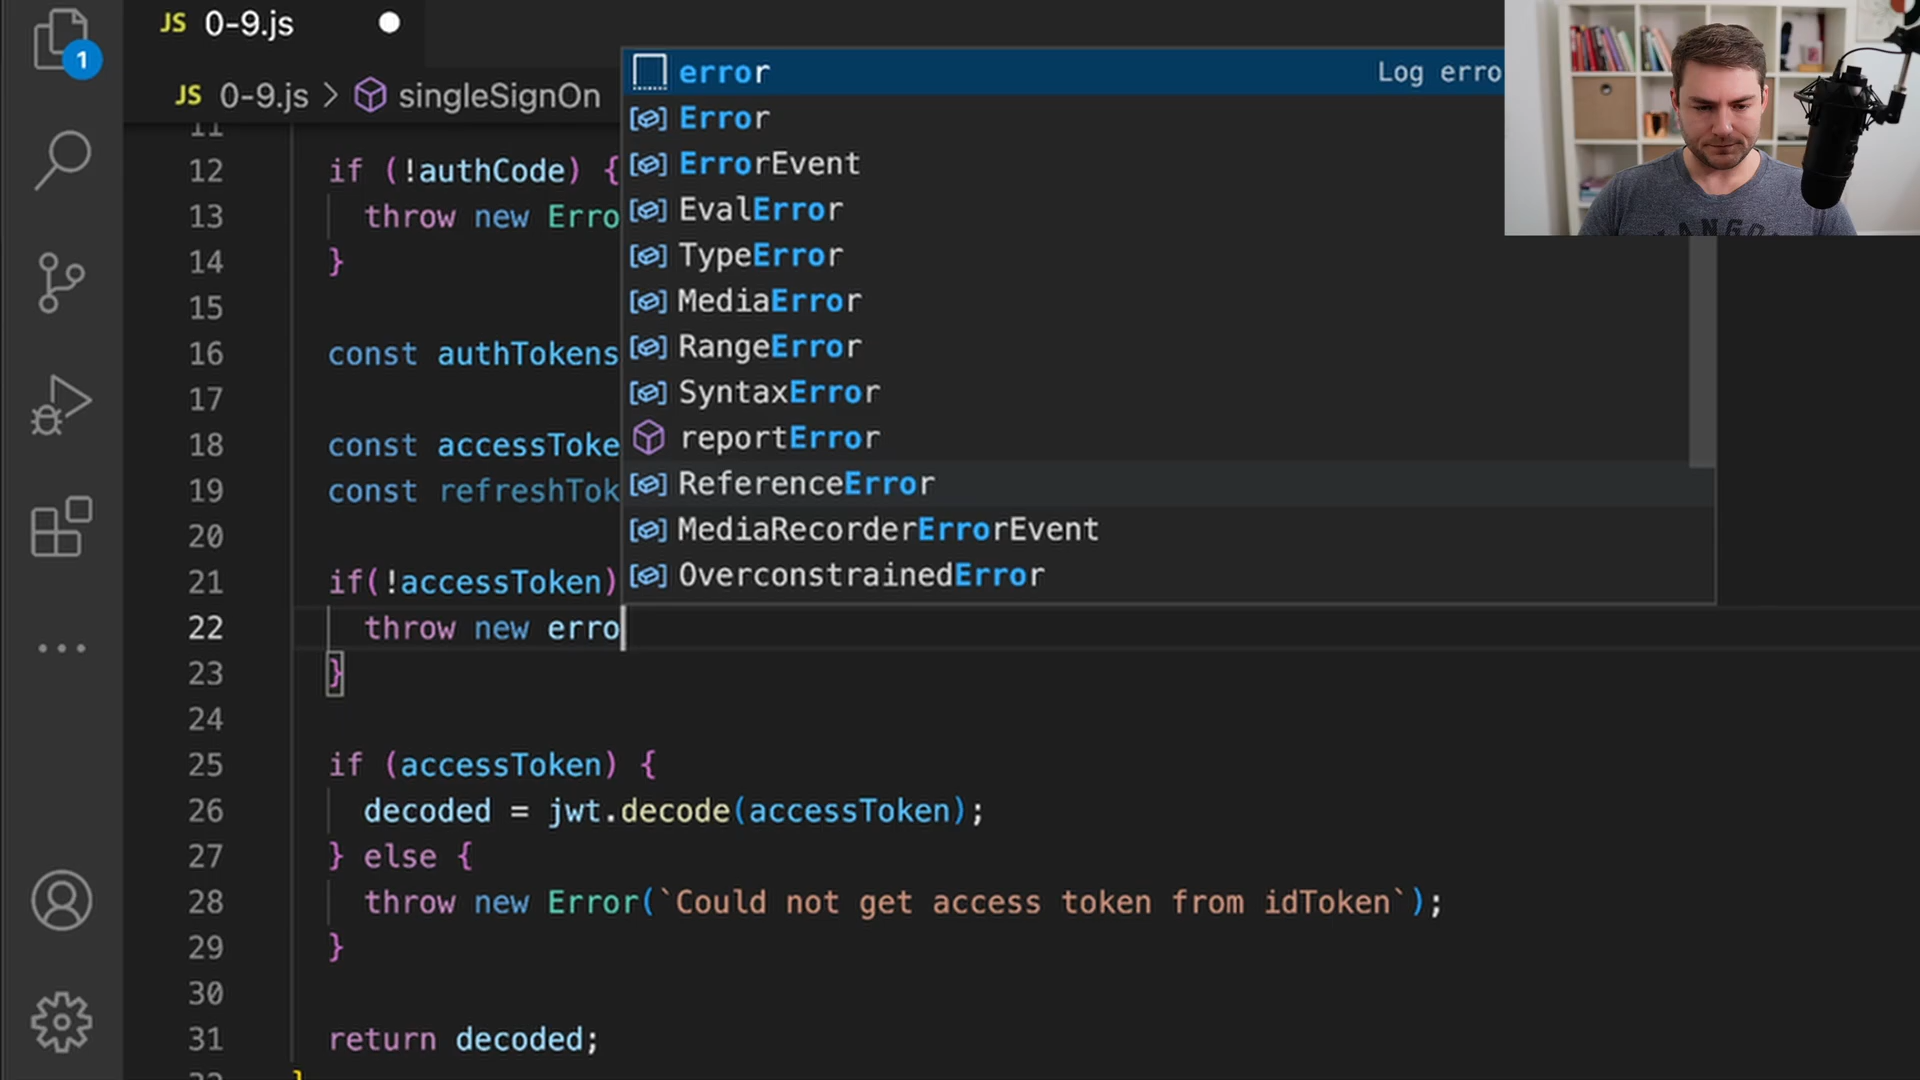 JS 0-9.js
1
JS 0-9.js > singleSignOn
error Log erro
Error
ErrorEvent
EvalError
TypeError
MediaError
RangeError
SyntaxError
reportError
ReferenceError
MediaRecorderErrorEvent
OverconstrainedError
11
12 if (!authCode) {
13 throw new Erro
14 }
15
16 const authTokens
17
18 const accessToke
19 const refreshTok
20
21 if(!accessToken)
22 throw new erro
23 }
24
25 if (accessToken) {
26 decoded = jwt.decode(accessToken);
27 } else {
28 throw new Error(`Could not get access token from idToken`);
29 }
30
31 return decoded;
32 }